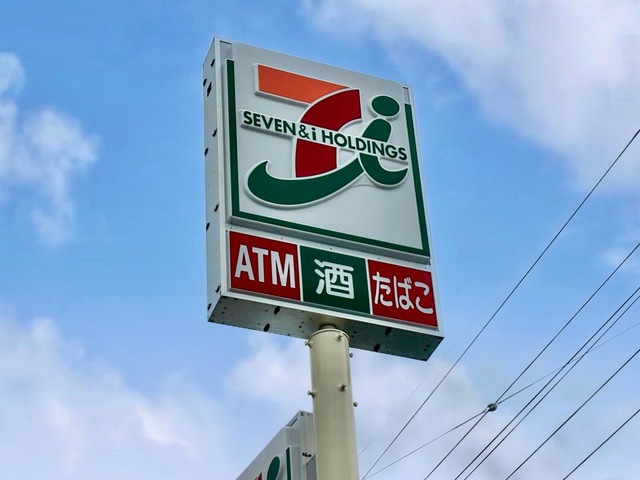 SEVEN & i HOLDINGS
ATM
酒
たばこ